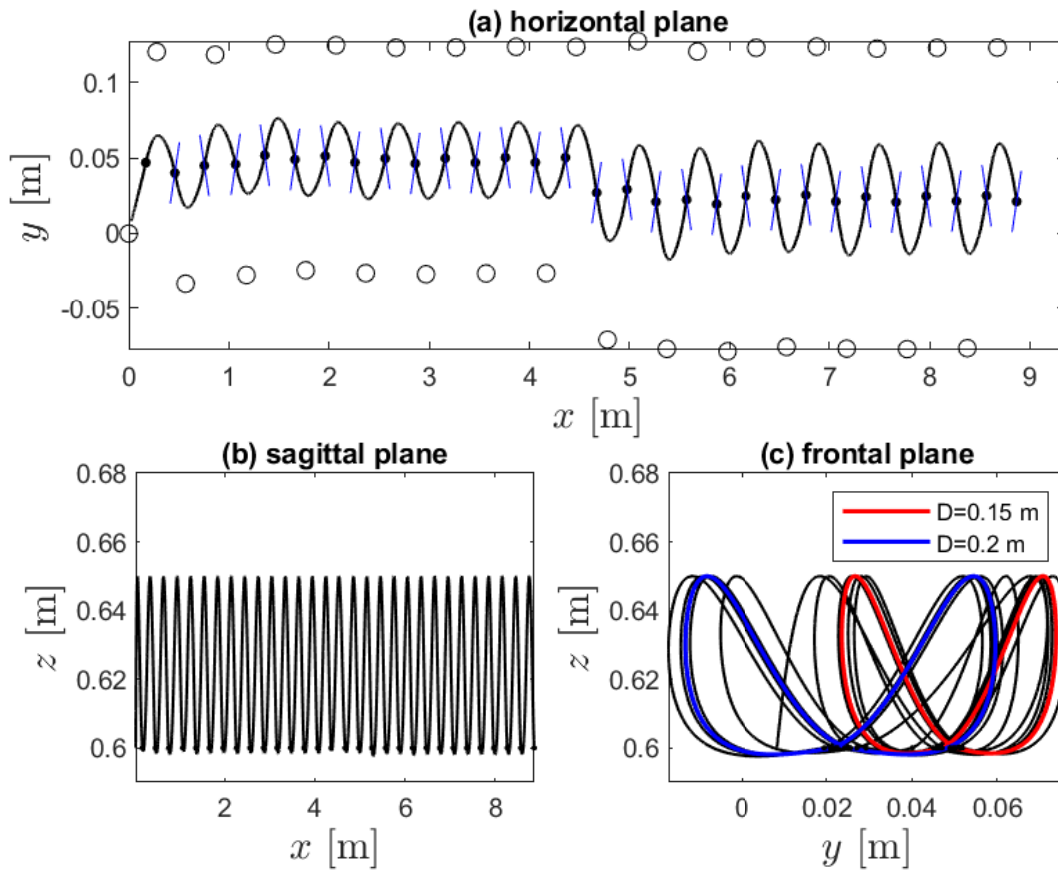 (a) horizontal plane
0.1
0.05
0
-0.05
y [m]
0 1 2 3 4 5 6 7 8 9
x [m]
(b) sagittal plane
0.68
0.66
0.64
0.62
0.6
z [m]
2 4 6 8
x [m]
(c) frontal plane
D=0.15 m
D=0.2 m
0.68
0.66
0.64
0.62
0.6
z [m]
0 0.02 0.04 0.06
y [m]